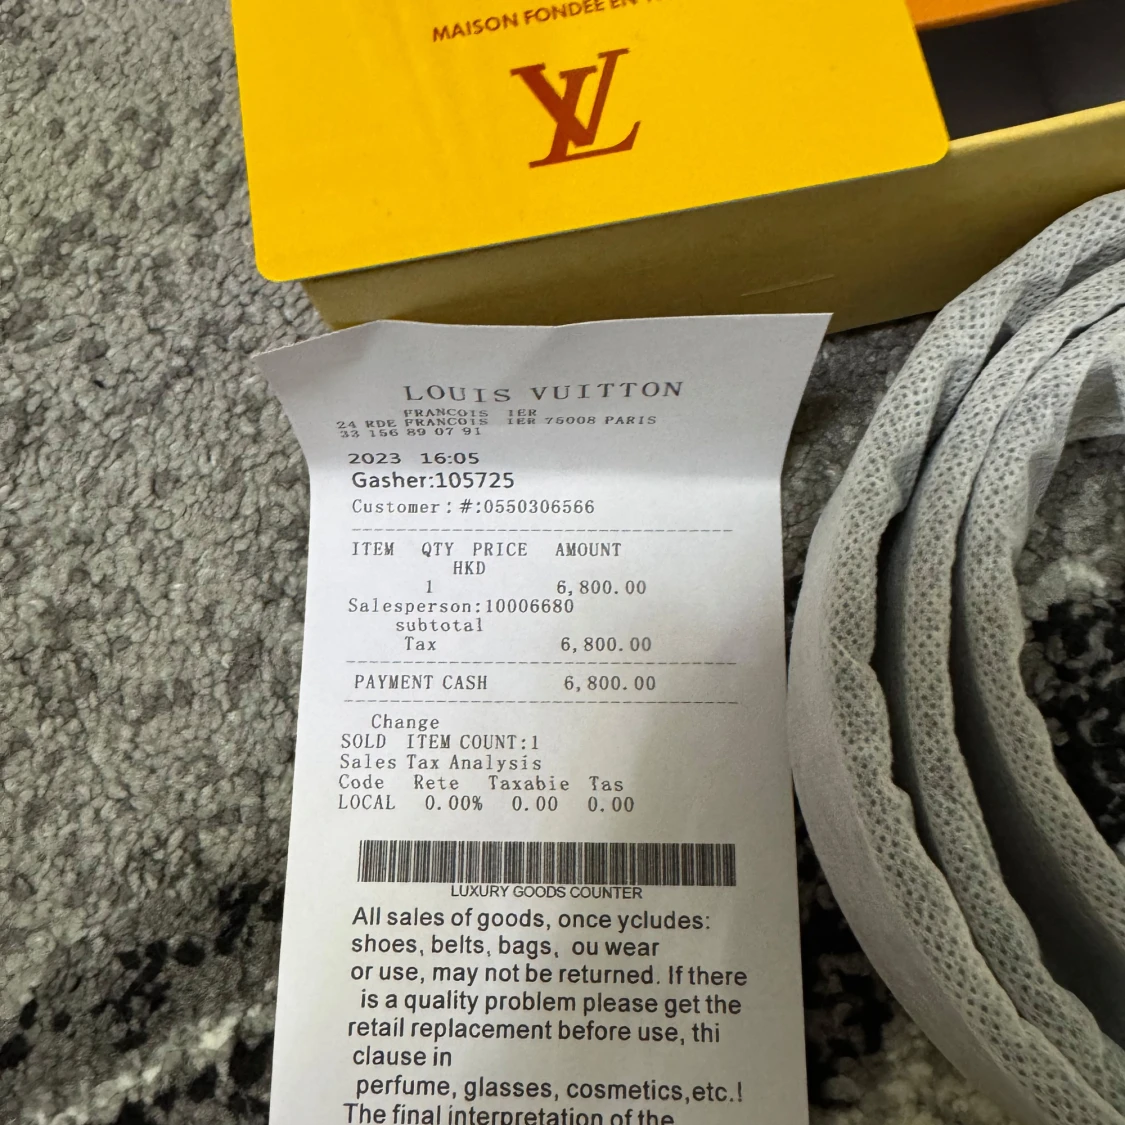 MAISON FONDÉE EN
LV
LOUIS VUITTON
FRANCOIS 1ER
24 RDE FRANCOIS 1ER 75008 PARIS
33 156 89 07 91
2023 16:05
Gasher:105725
Customer:#:0550306566
ITEM QTY PRICE AMOUNT
HKD
1 6,800.00
Salesperson:10006680
subtotal
Tax 6,800.00
PAYMENT CASH 6,800.00
Change
SOLD ITEM COUNT:1
Sales Tax Analysis
Code Rete Taxabie Tas
LOCAL 0.00% 0.00 0.00
LUXURY GOODS COUNTER
All sales of goods, once ycludes:
shoes, belts, bags, ou wear
or use, may not be returned. If there
is a quality problem please get the
retail replacement before use, thi
clause in
perfume, glasses, cosmetics,etc.!
The final interpretation of the